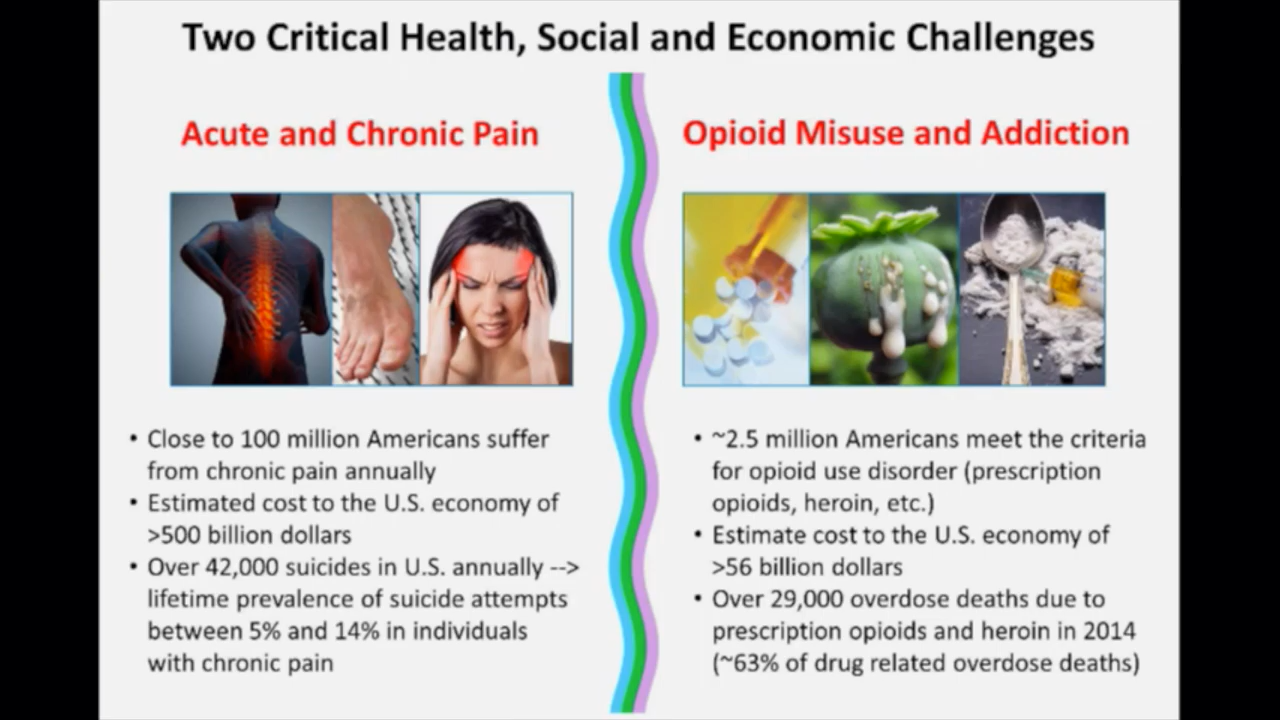 Two Critical Health, Social and Economic Challenges
Acute and Chronic Pain
• Close to 100 million Americans suffer
from chronic pain annually
• Estimated cost to the U.S. economy of
>500 billion dollars
• Over 42,000 suicides in U.S. annually -->
lifetime prevalence of suicide attempts
between 5% and 14% in individuals
with chronic pain
Opioid Misuse and Addiction
• ~2.5 million Americans meet the criteria
for opioid use disorder (prescription
opioids, heroin, etc.)
• Estimate cost to the U.S. economy of
>56 billion dollars
• Over 29,000 overdose deaths due to
prescription opioids and heroin in 2014
(~63% of drug related overdose deaths)